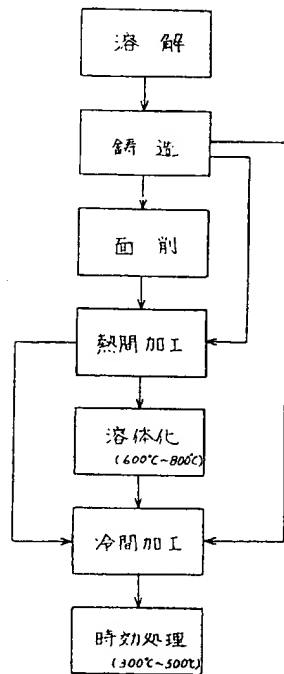 溶解
鋳造
面削
熱間加工
溶体化
(600℃~800℃)
冷間加工
時効処理
(300℃~500℃)